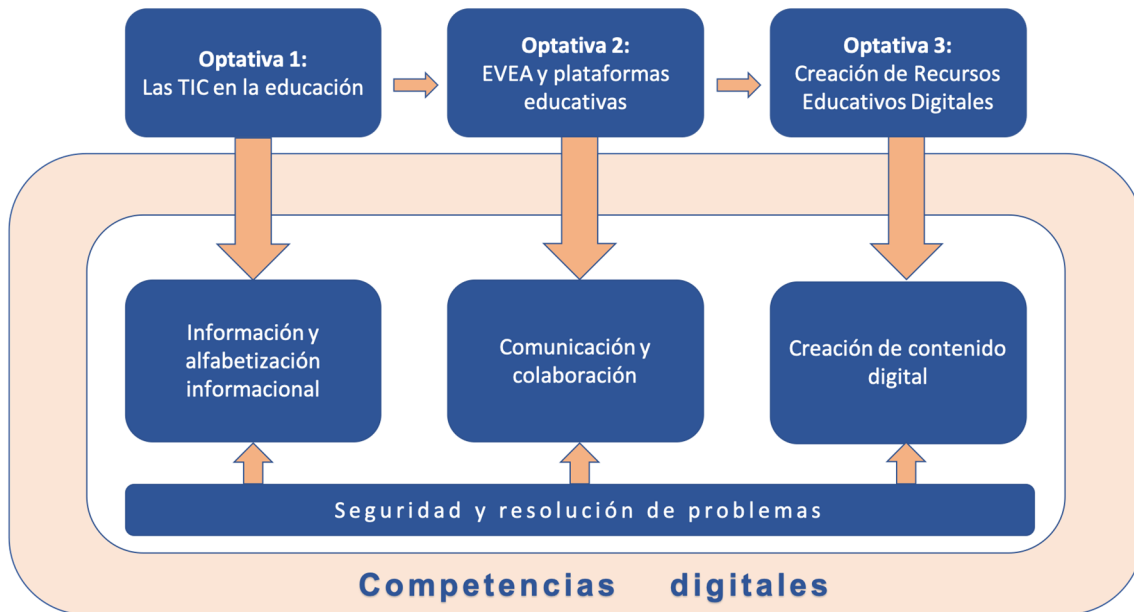 Optativa 1:
Las TIC en la educación
Optativa 2:
EVEA y plataformas
educativas
Optativa 3:
Creación de Recursos
Educativos Digitales
Información y
alfabetización
informacional
Comunicación y
colaboración
Creación de contenido
digital
Seguridad y resolución de problemas
Competencias digitales